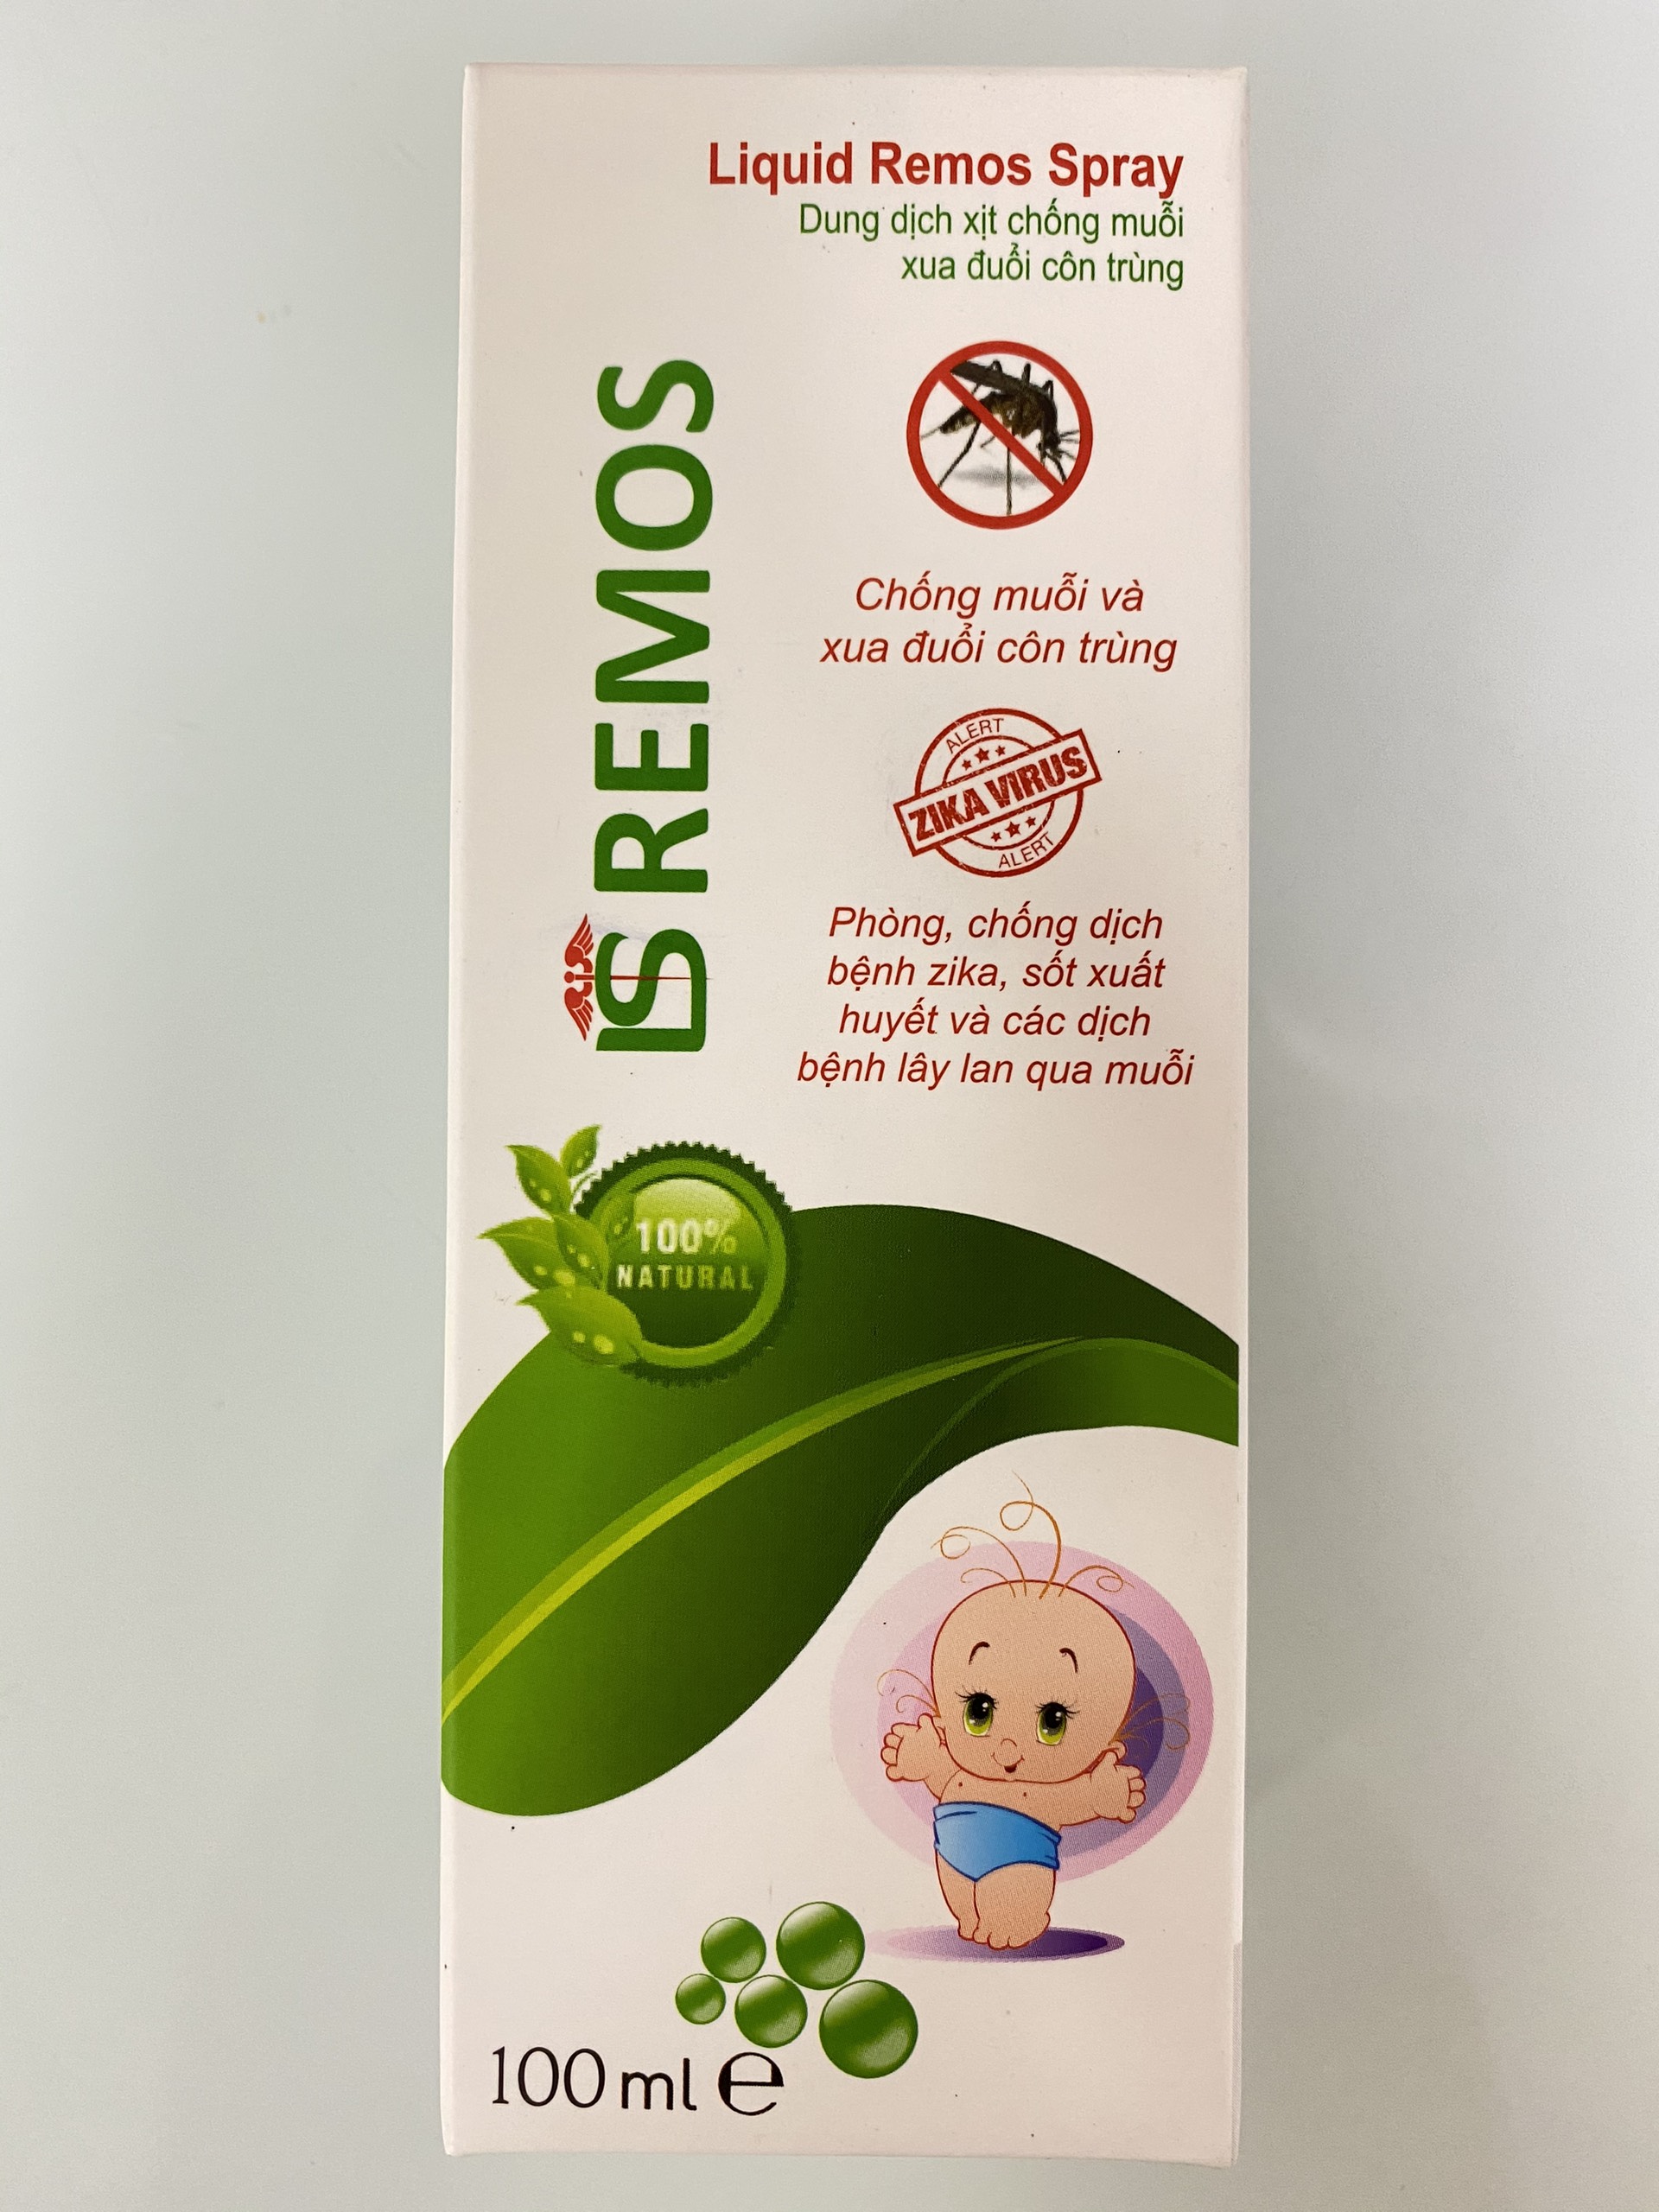 Liquid Remos Spray
Dung dịch xịt chống muỗi
xua đuổi côn trùng
LS REMOS
Chống muỗi và
xua đuổi côn trùng
ALERT
ZIKA VIRUS
ALERT
Phòng, chống dịch
bệnh zika, sốt xuất
huyết và các dịch
bệnh lây lan qua muỗi
100%
NATURAL
100 ml e